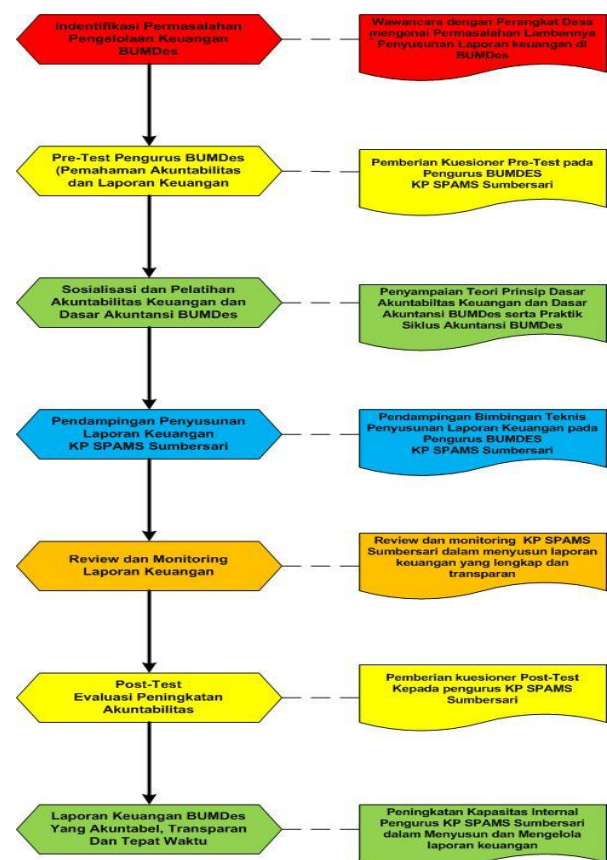 Indentifikasi Permasalahan
Pengelolaan Keuangan
BUMDes
Wawancara dengan Perangkat Desa
mengenai Permasalahan Lambannya
Penyusunan Laporan keuangan di
BUMDes
Pre-Test Pengurus BUMDes
(Pemahaman Akuntabilitas
dan Laporan Keuangan
Pemberian Kuesioner Pre-Test pada
Pengurus BUMDES
KP SPAMS Sumbersari
Sosialisasi dan Pelatihan
Akuntabilitas Keuangan dan
Dasar Akuntansi BUMDes
Penyampaian Teori Prinsip Dasar
Akuntabiltas Keuangan dan Dasar
Akuntansi BUMDes serta Praktik
Siklus Akuntansi BUMDes
Pendampingan Penyusunan
Laporan Keuangan
KP SPAMS Sumbersari
Pendampingan Bimbingan Teknis
Penyusunan Laporan Keuangan pada
Pengurus BUMDES
KP SPAMS Sumbersari
Review dan Monitoring
Laporan Keuangan
Review dan monitoring KP SPAMS
Sumbersari dalam menyusun laporan
keuangan yang lengkap dan
transparan
Post-Test
Evaluasi Peningkatan
Akuntabilitas
Pemberian kuesioner Post-Test
Kepada pengurus KP SPAMS
Sumbersari
Laporan Keuangan BUMDes
Yang Akuntabel, Transparan
Dan Tepat Waktu
Peningkatan Kapasitas Internal
Pengurus KP SPAMS Sumbersari
dalam Menyusun dan Mengelola
laporan keuangan